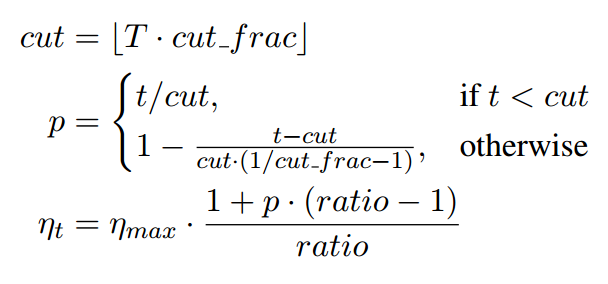 cut = ⌊T · cut_frac⌋
p = { t/cut, if t < cut
1 − (t−cut)/(cut·(1/cut_frac−1)), otherwise
η_t = η_max · (1 + p · (ratio − 1))/ratio